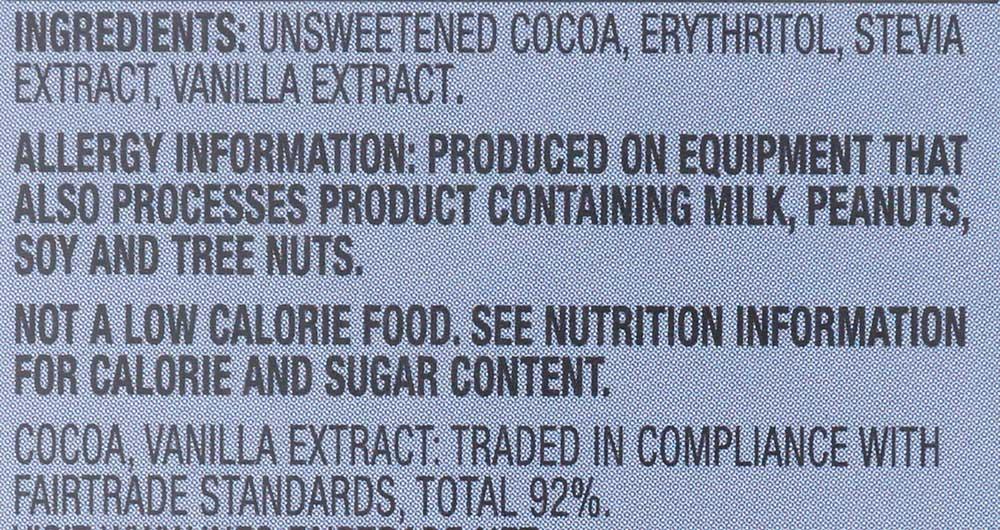 INGREDIENTS: UNSWEETENED COCOA, ERYTHRITOL, STEVIA
EXTRACT, VANILLA EXTRACT.
ALLERGY INFORMATION: PRODUCED ON EQUIPMENT THAT
ALSO PROCESSES PRODUCT CONTAINING MILK, PEANUTS,
SOY AND TREE NUTS.
NOT A LOW CALORIE FOOD. SEE NUTRITION INFORMATION
FOR CALORIE AND SUGAR CONTENT.
COCOA, VANILLA EXTRACT: TRADED IN COMPLIANCE WITH
FAIRTRADE STANDARDS, TOTAL 92%.